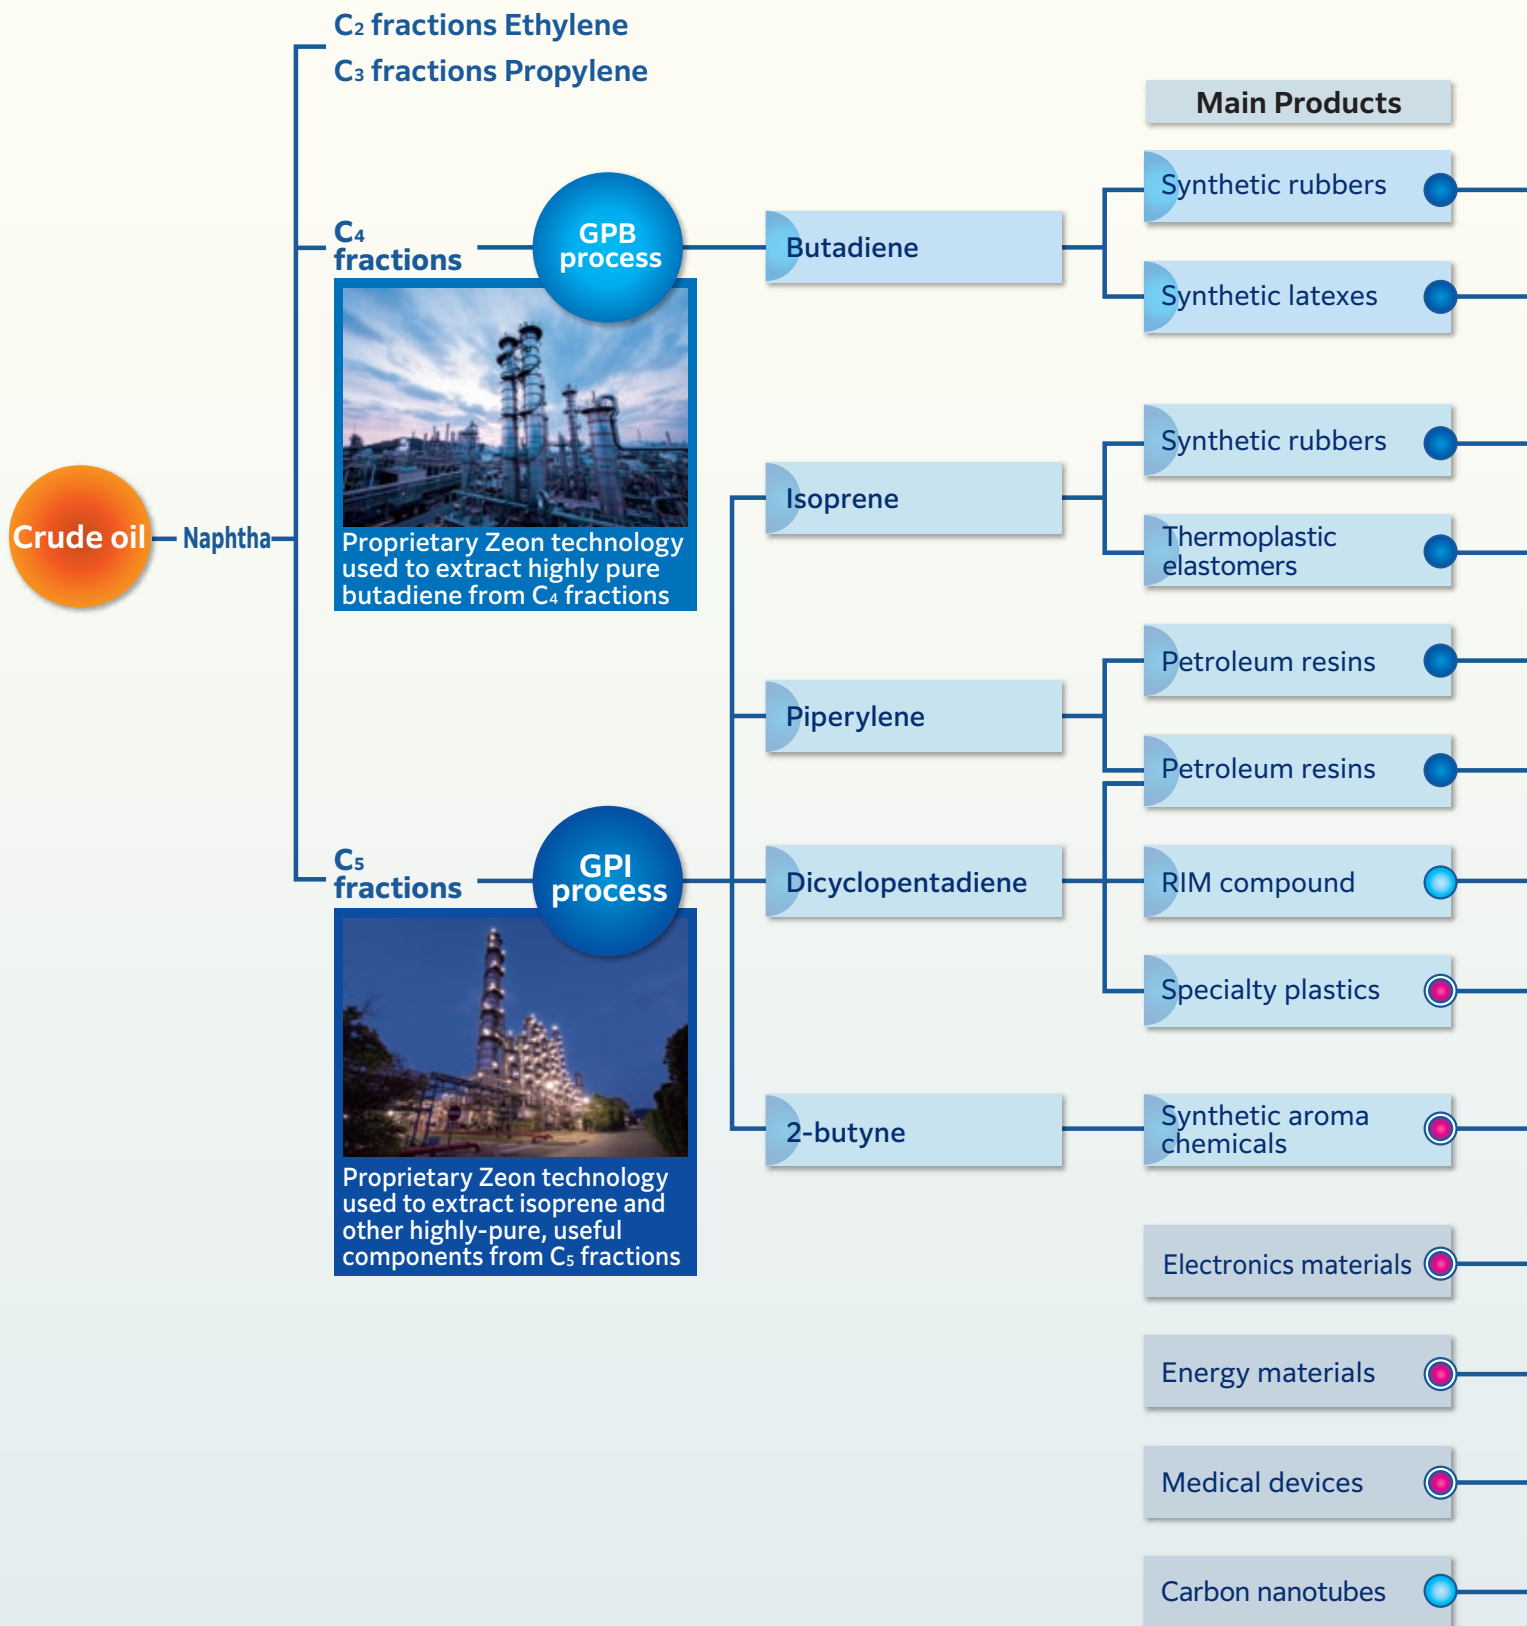 C2 fractions Ethylene
C3 fractions Propylene
Main Products
C4
fractions
GPB
process
Butadiene
Synthetic rubbers
Synthetic latexes
Proprietary Zeon technology
used to extract highly pure
butadiene from C4 fractions
Crude oil
Naphtha
Isoprene
Synthetic rubbers
Thermoplastic
elastomers
Piperylene
Petroleum resins
Petroleum resins
C5
fractions
GPI
process
Dicyclopentadiene
RIM compound
Specialty plastics
Proprietary Zeon technology
used to extract isoprene and
other highly-pure, useful
components from C5 fractions
2-butyne
Synthetic aroma
chemicals
Electronics materials
Energy materials
Medical devices
Carbon nanotubes